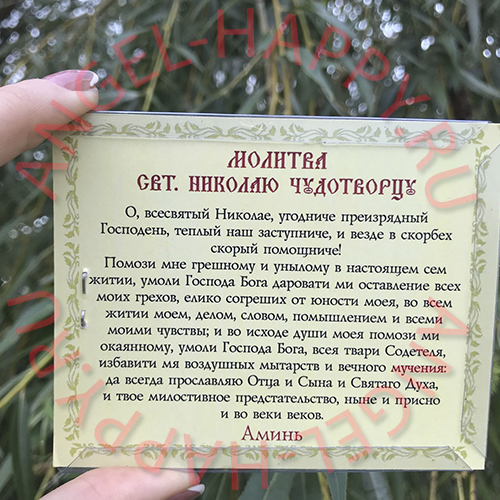 МОЛИТВА
СВТ. НИКОЛАЮ ЧУДОТВОРЦУ
О, всесвятый Николае, угодниче преизрядный
Господень, теплый наш заступниче, и везде в скорбех
скорый помощниче!
Помози мне грешному и унылому в настоящем сем
житии, умоли Господа Бога даровати ми оставление всех
моих грехов, елико согреших от юности моея, во всем
житии моем, делом, словом, помышлением и всеми
моими чувствы; и во исходе души моея помози ми
окаянному, умоли Господа Бога, всея твари Содетеля,
избавити мя воздушных мытарств и вечного мучения:
да всегда прославляю Отца и Сына и Святаго Духа,
и твое милостивное предстательство, ныне и присно
и во веки веков.
Аминь
ANGEL-HAPPY.RU
ANGEL-HAPPY.RU